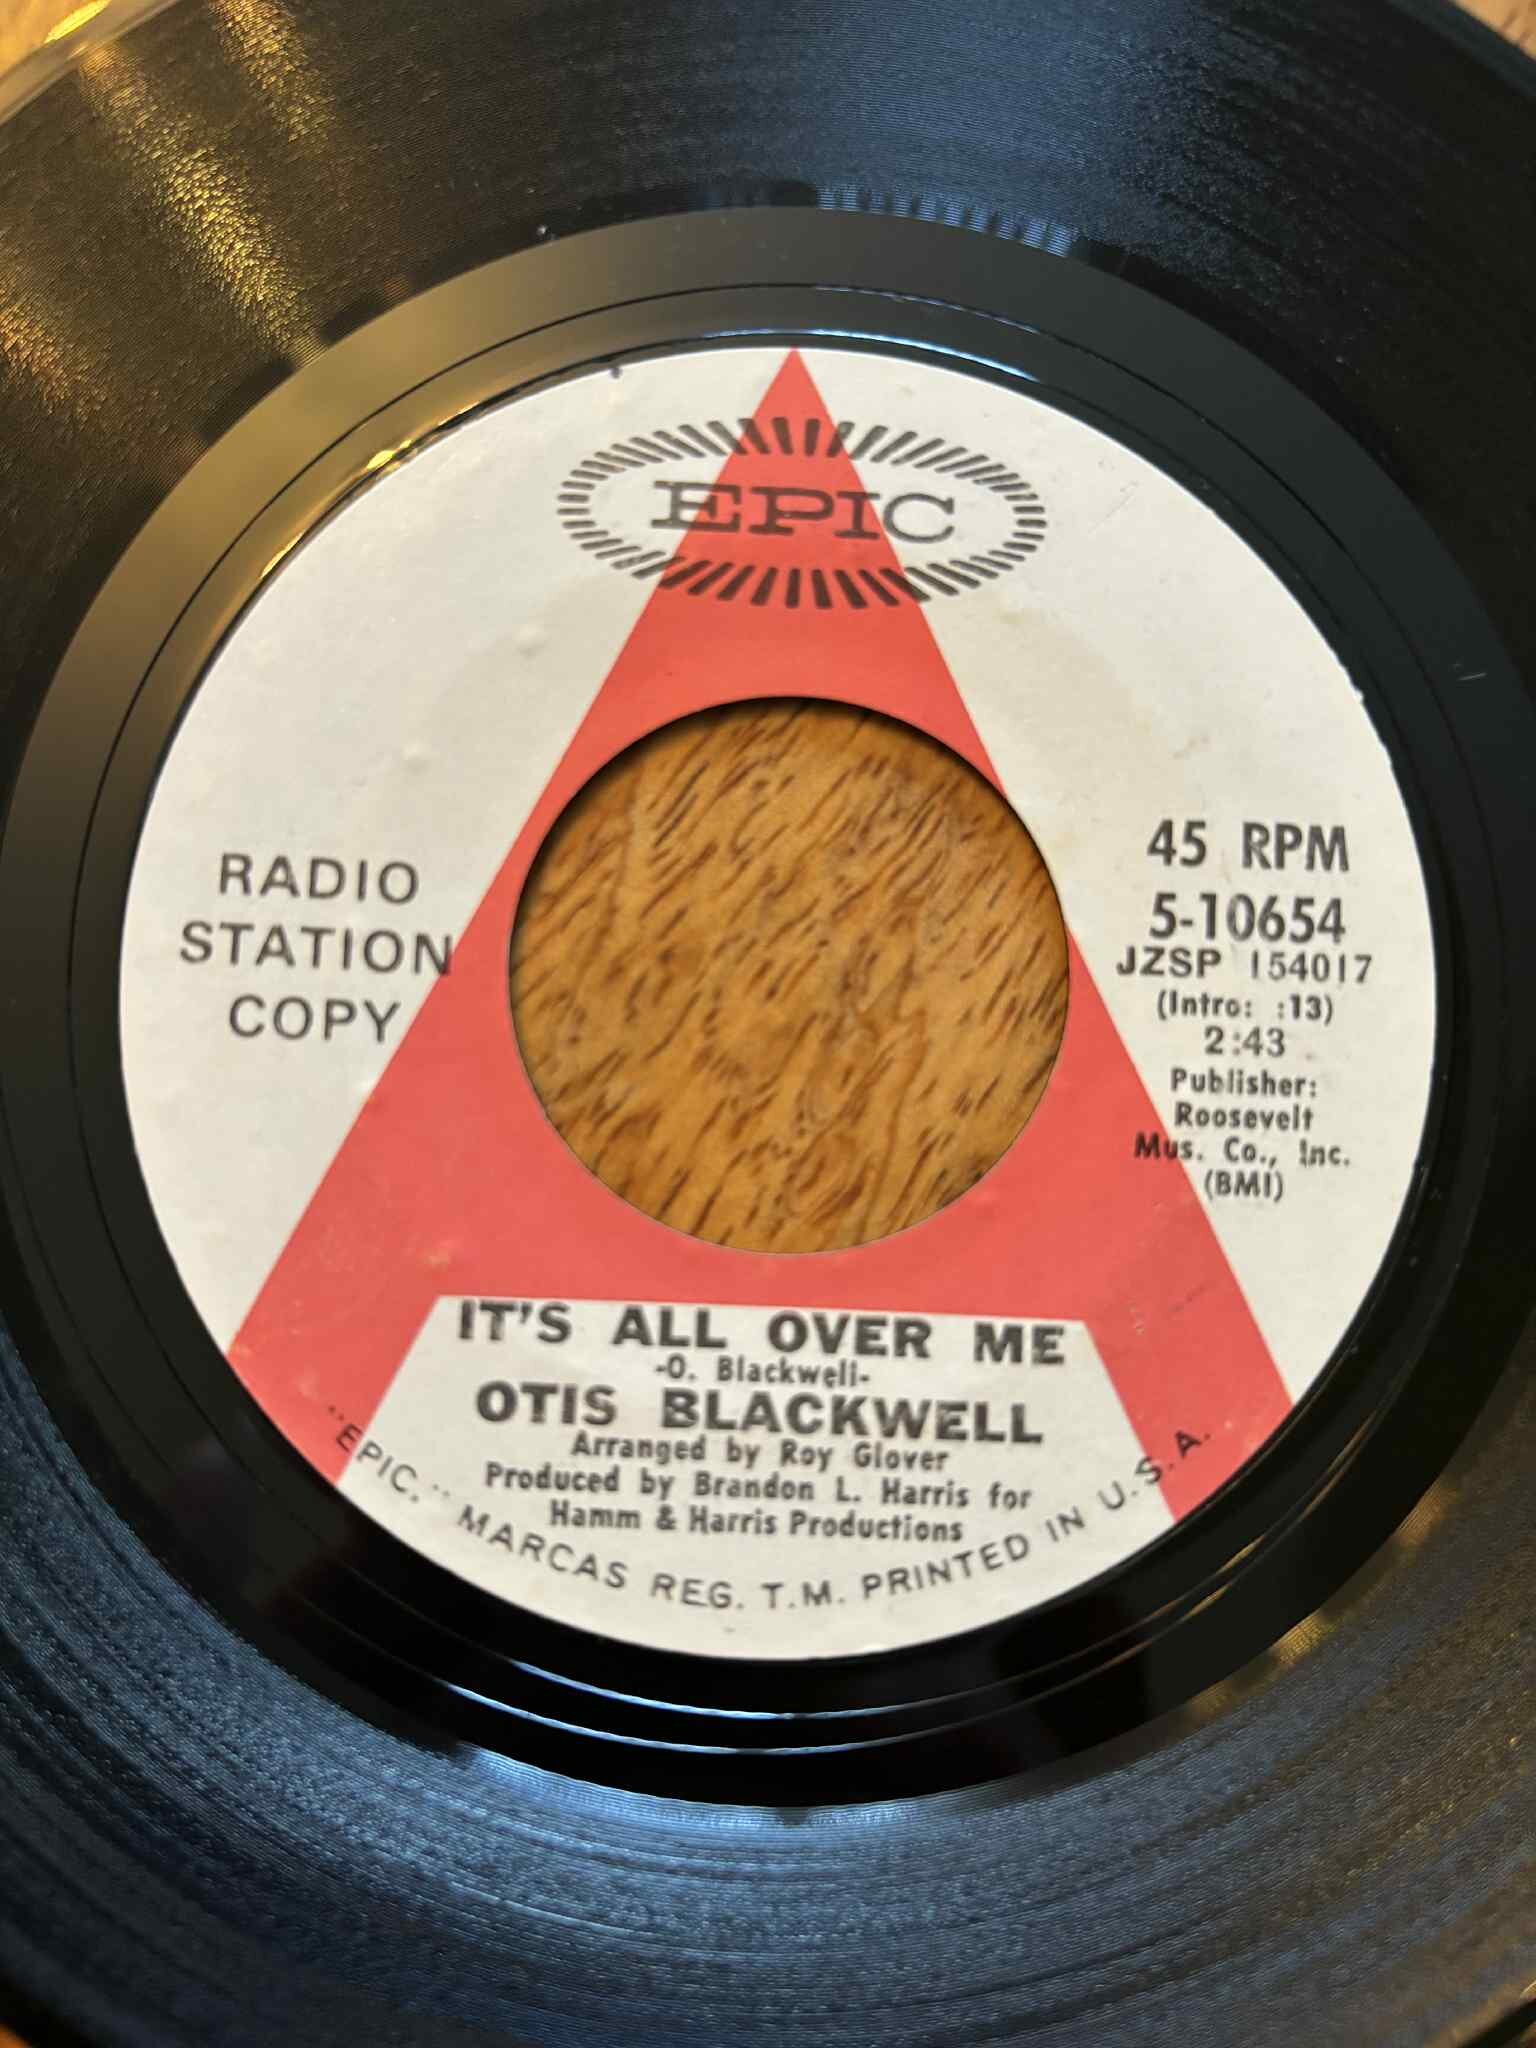 EPIC
RADIO
STATION
COPY
45 RPM
5-10654
JZSP 154017
(Intro: :13)
2:43
Publisher:
Roosevelt
Mus. Co., Inc.
(BMI)
IT'S ALL OVER ME
-O. Blackwell-
OTIS BLACKWELL
Arranged by Roy Glover
Produced by Brandon L. Harris for
Hamm & Harris Productions
"EPIC," MARCAS REG. T.M. PRINTED IN U.S.A.